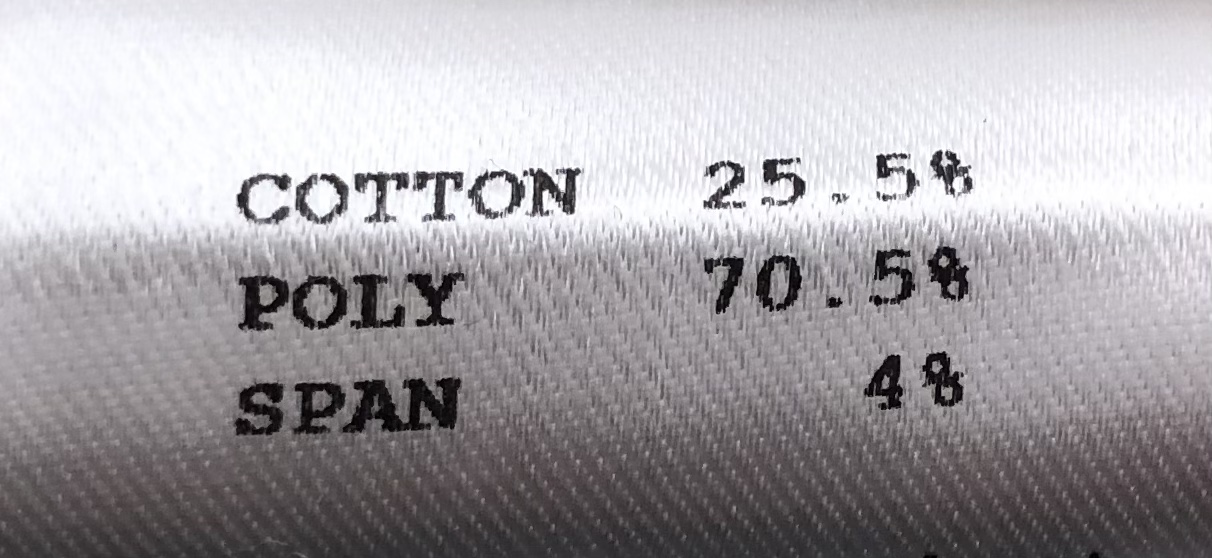 COTTON 25.5%
POLY 70.5%
SPAN 4%